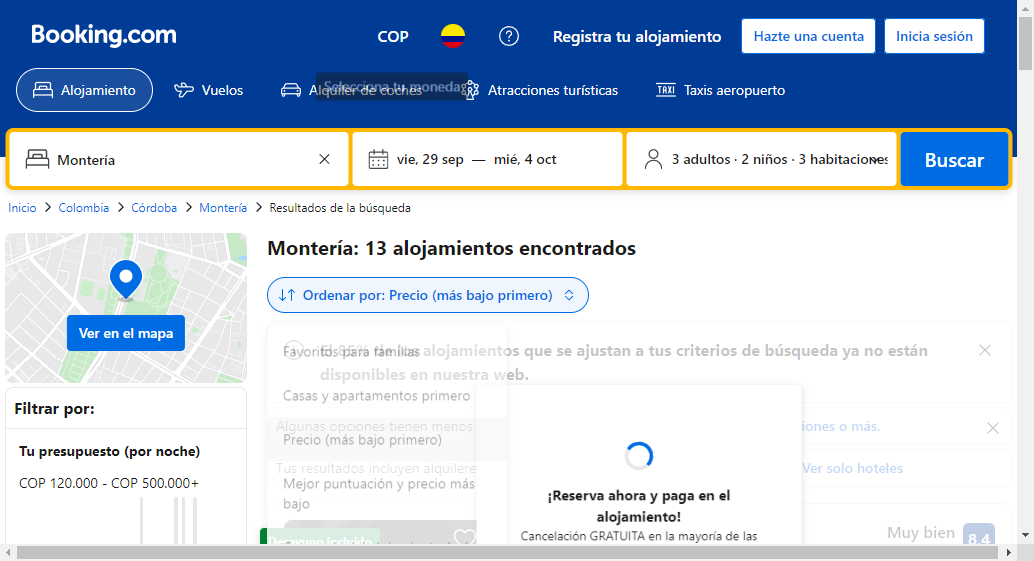 Booking.com
COP
Registra tu alojamiento
Hazte una cuenta
Inicia sesión
Alojamiento
Vuelos
Alquiler de coches
Selecciona tu moneda
Atracciones turísticas
TAXI
Taxis aeropuerto
Montería
vie, 29 sep — mié, 4 oct
3 adultos · 2 niños · 3 habitaciones
Buscar
Inicio > Colombia > Córdoba > Montería > Resultados de la búsqueda
Ver en el mapa
Montería: 13 alojamientos encontrados
Ordenar por: Precio (más bajo primero)
El 85% de los alojamientos que se ajustan a tus criterios de búsqueda ya no están
disponibles en nuestra web.
Favoritos para familias
Casas y apartamentos primero
Algunas opciones tienen menos
iones o más.
Precio (más bajo primero)
Tus resultados incluyen alquilere
Ver solo hoteles
Mejor puntuación y precio más
bajo
¡Reserva ahora y paga en el
alojamiento!
Cancelación GRATUITA en la mayoría de las
Desayuno incluido
Muy bien
8,4
Filtrar por:
Tu presupuesto (por noche)
COP 120.000 - COP 500.000+